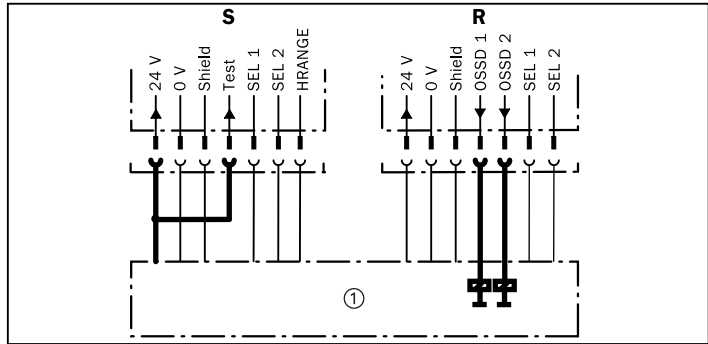 S R
24 V
0 V
Shield
Test
SEL 1
SEL 2
HRANGE
24 V
0 V
Shield
OSSD 1
OSSD 2
SEL 1
SEL 2
①